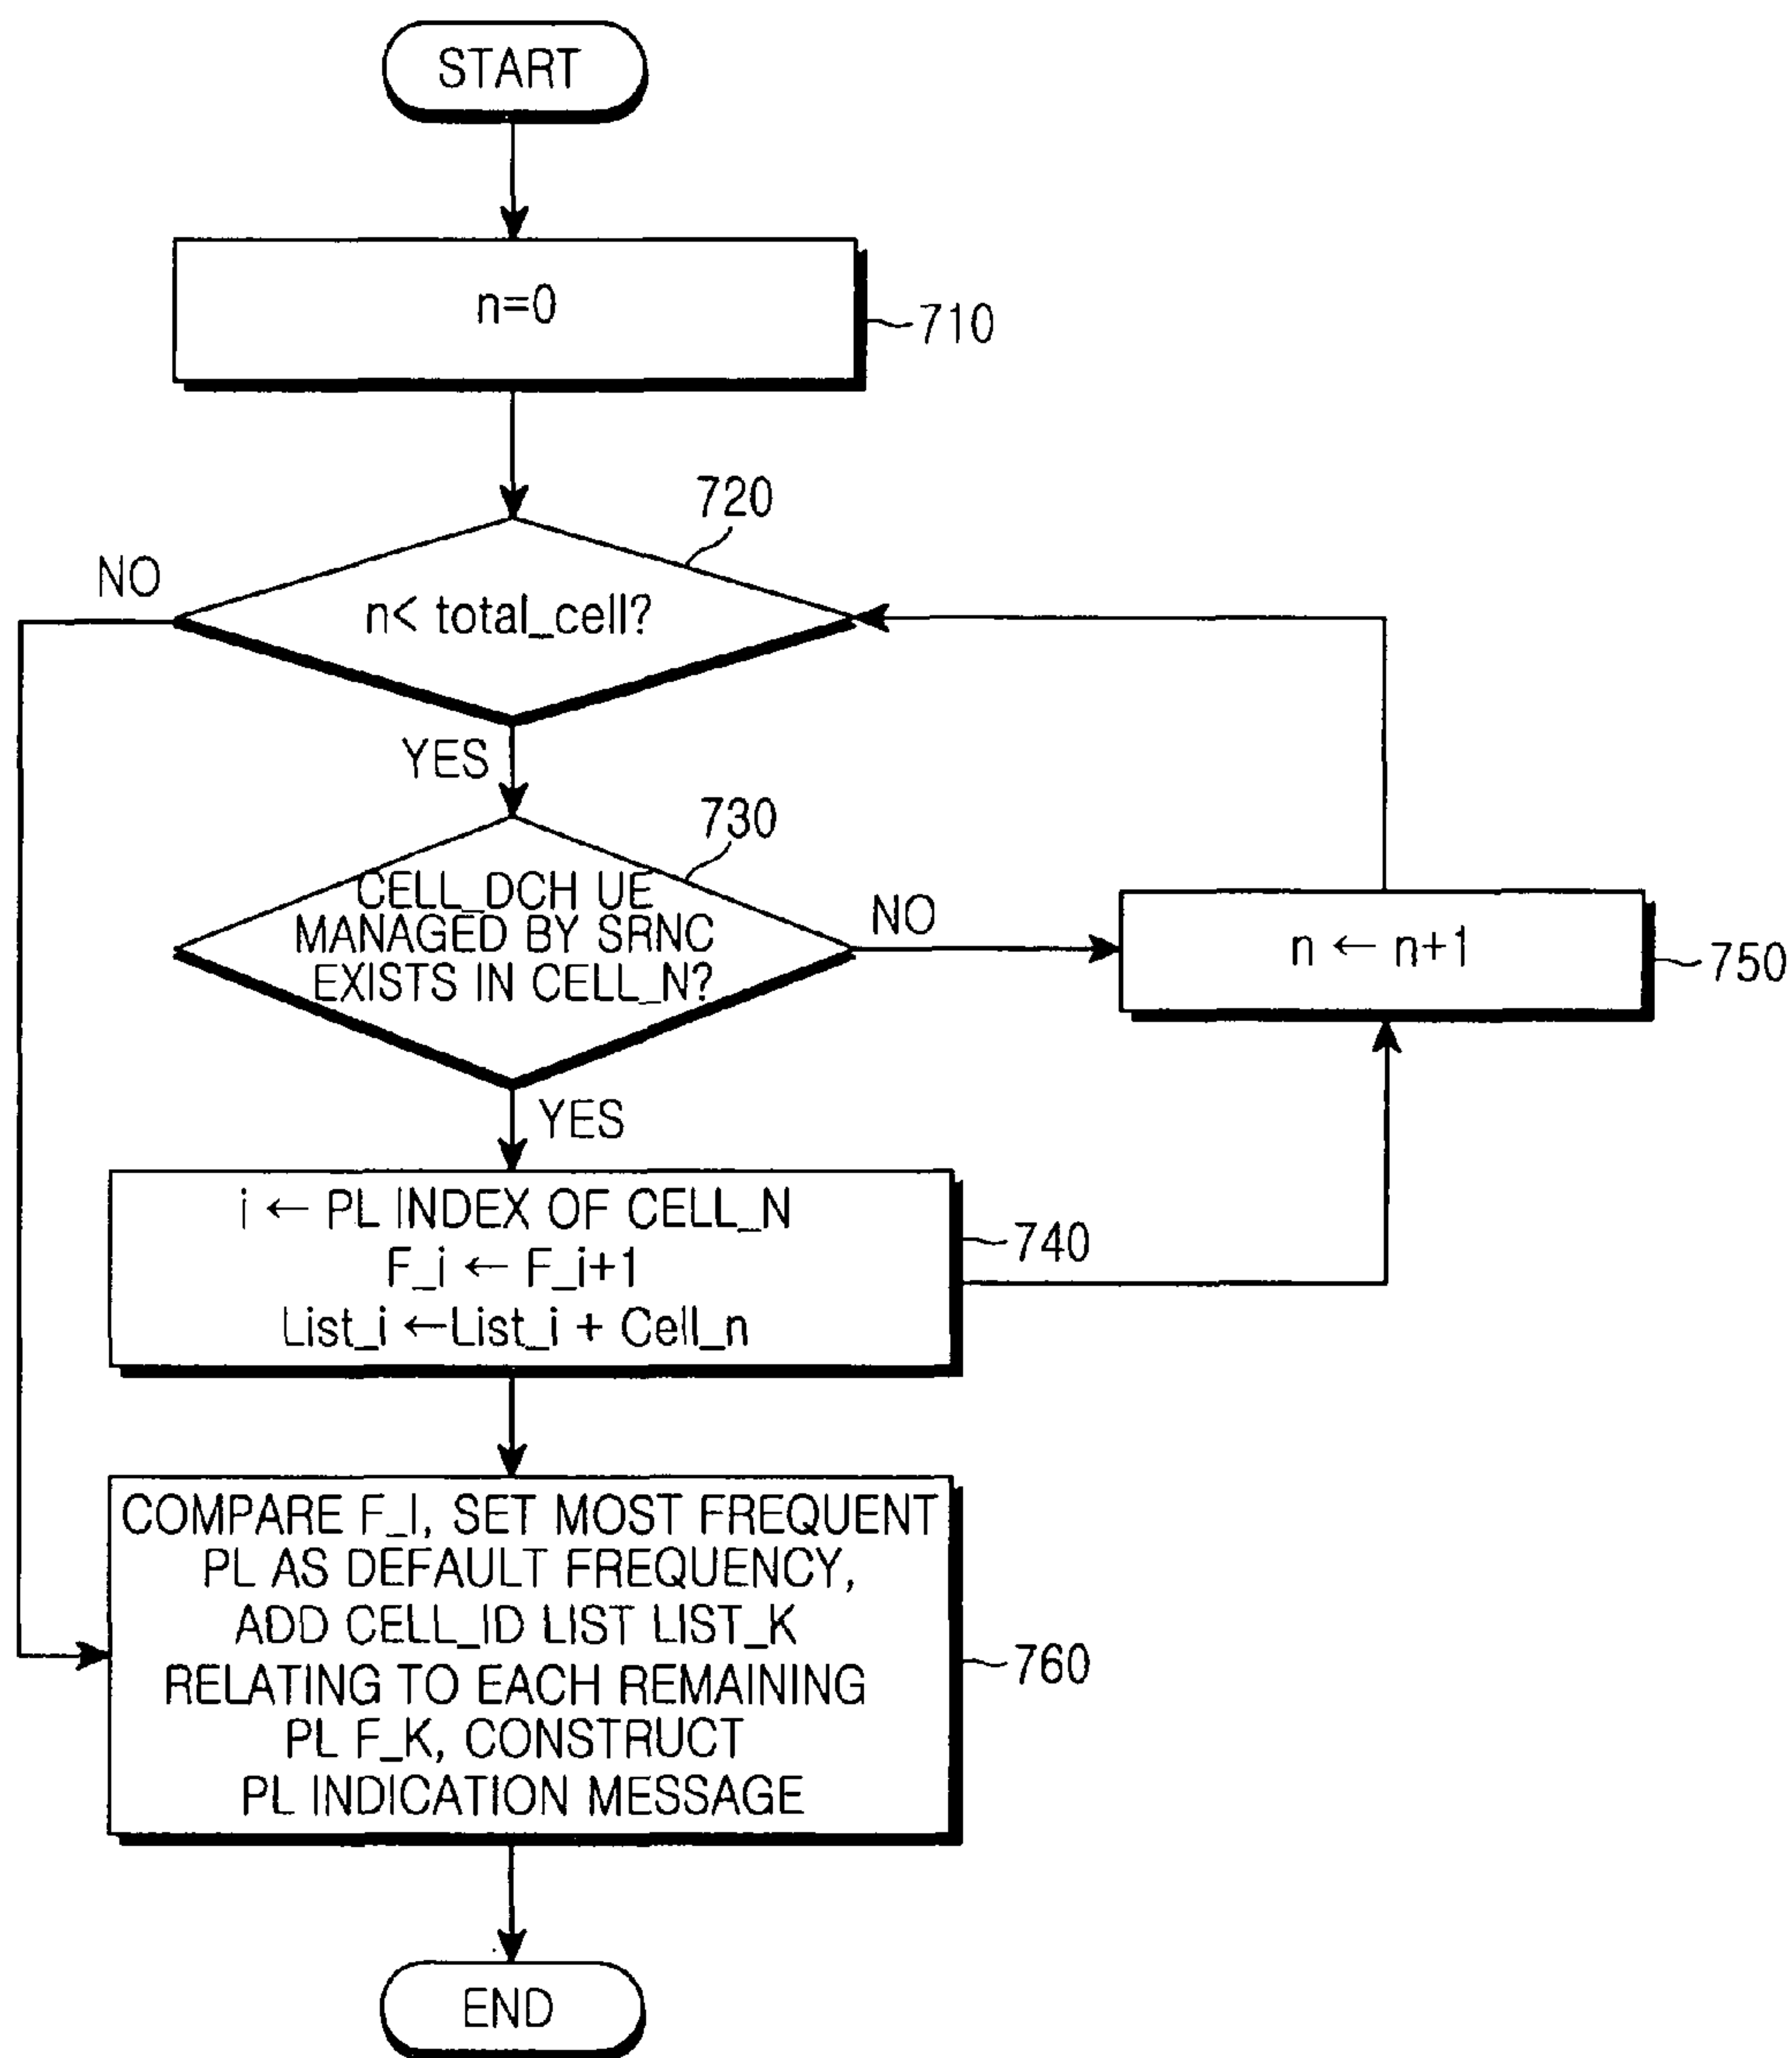 START
n=0
710
720
NO
n< total_cell?
YES
730
CELL_DCH UE
MANAGED BY SRNC
EXISTS IN CELL_N?
NO
n ← n+1
750
YES
i ← PL INDEX OF CELL_N
F_i ← F_i+1
List_i ←List_i + Cell_n
740
COMPARE F_I, SET MOST FREQUENT
PL AS DEFAULT FREQUENCY,
ADD CELL_ID LIST LIST_K
RELATING TO EACH REMAINING
PL F_K, CONSTRUCT
PL INDICATION MESSAGE
760
END